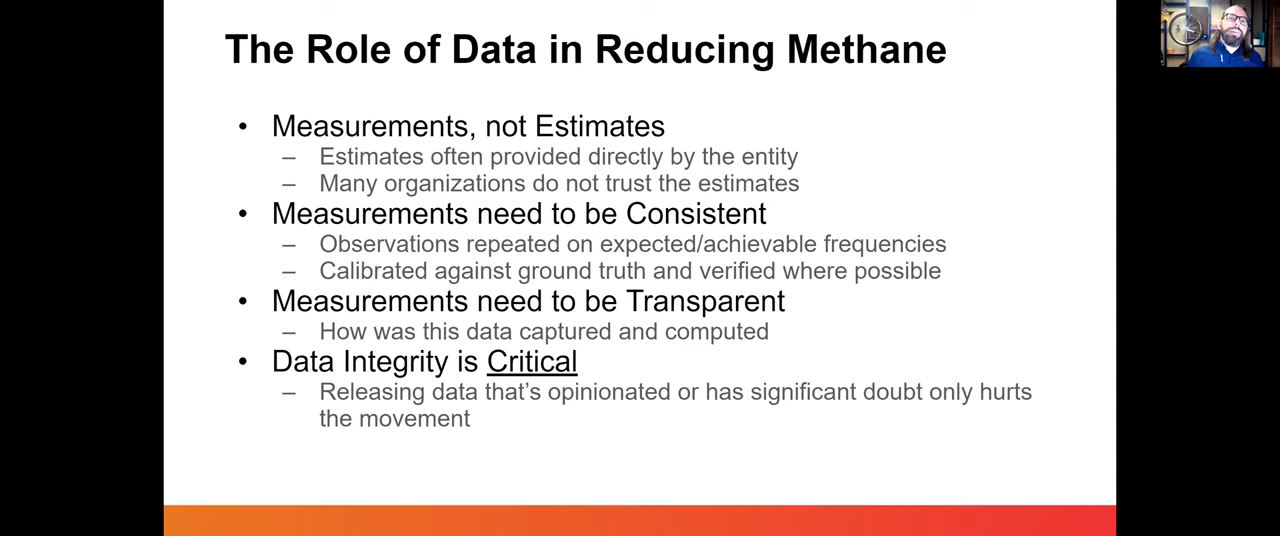 The Role of Data in Reducing Methane
• Measurements, not Estimates
– Estimates often provided directly by the entity
– Many organizations do not trust the estimates
• Measurements need to be Consistent
– Observations repeated on expected/achievable frequencies
– Calibrated against ground truth and verified where possible
• Measurements need to be Transparent
– How was this data captured and computed
• Data Integrity is Critical
– Releasing data that's opinionated or has significant doubt only hurts
the movement